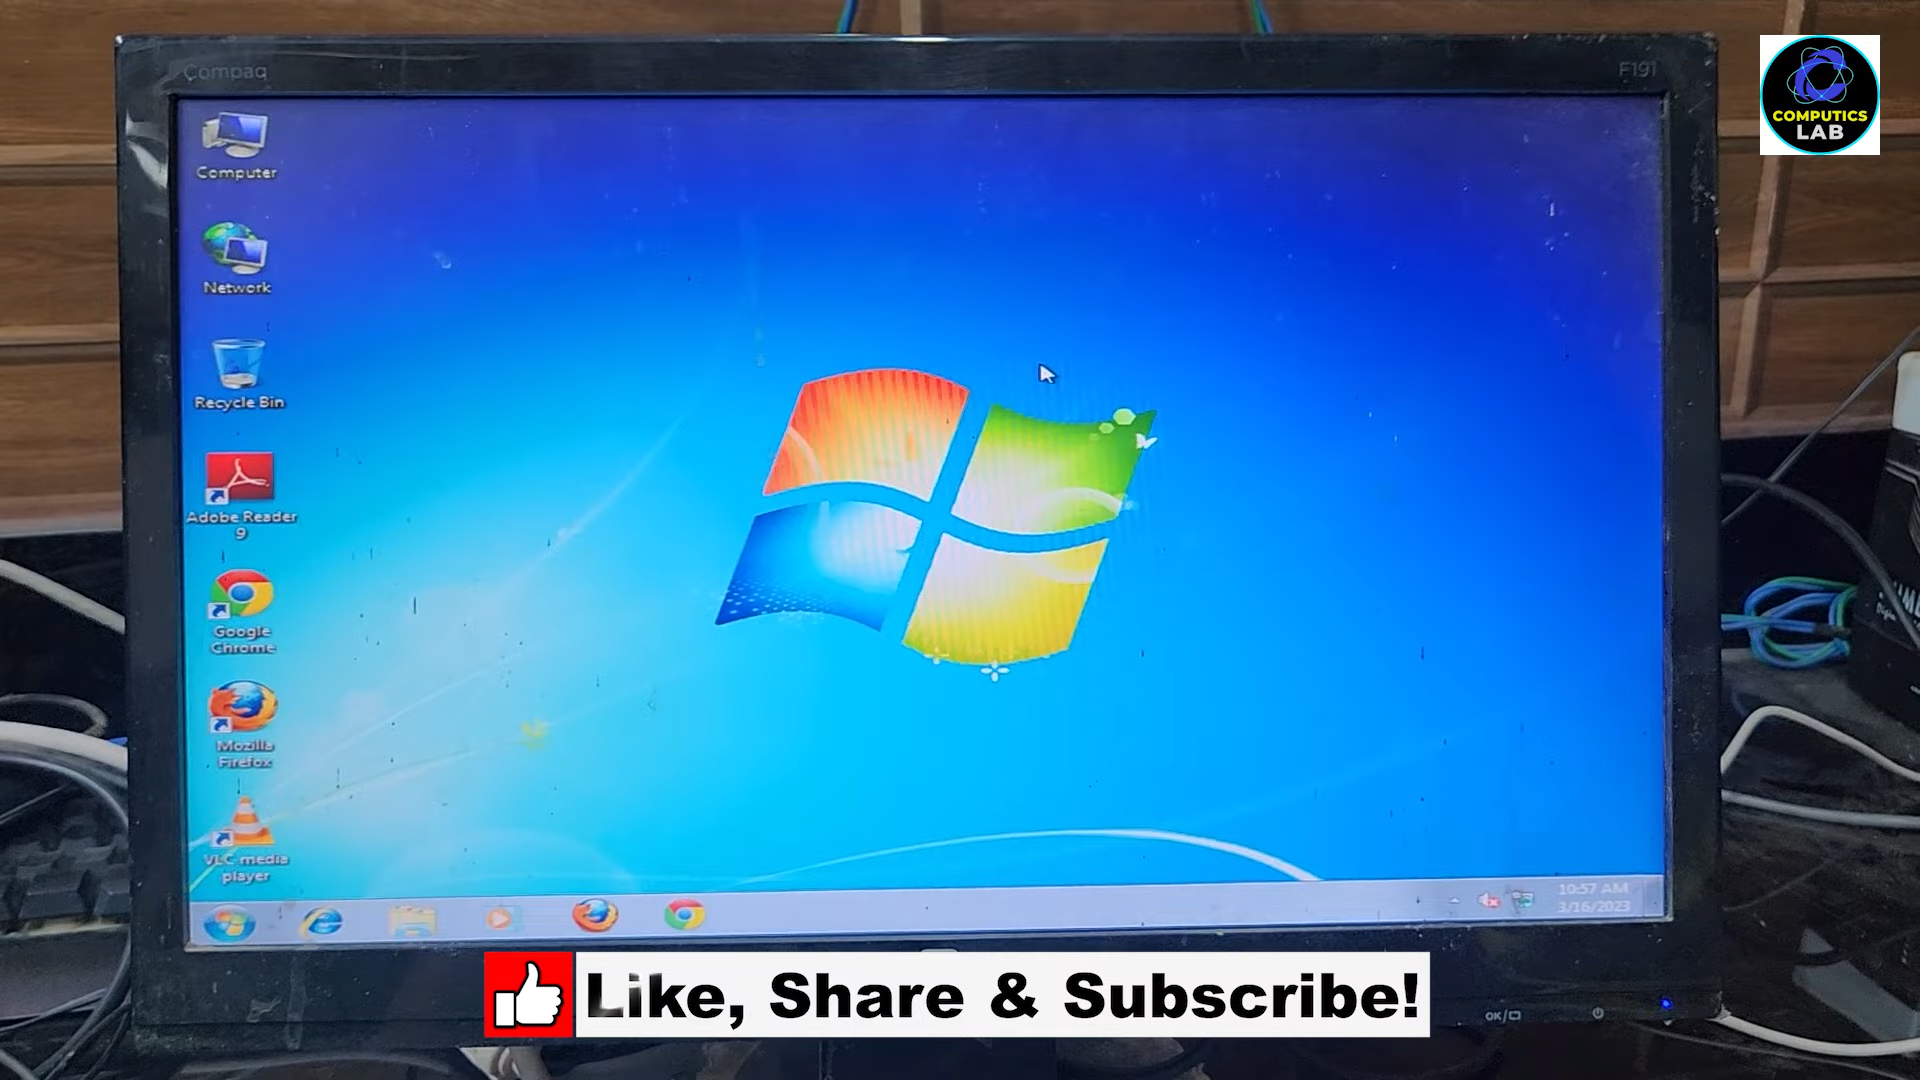 Compaq
F191
COMPUTICS
LAB
Computer
Network
Recycle Bin
Adobe Reader
9
Google
Chrome
Mozilla
Firefox
VLC media
player
10:57 AM
3/16/2023
Like, Share & Subscribe!
OK/